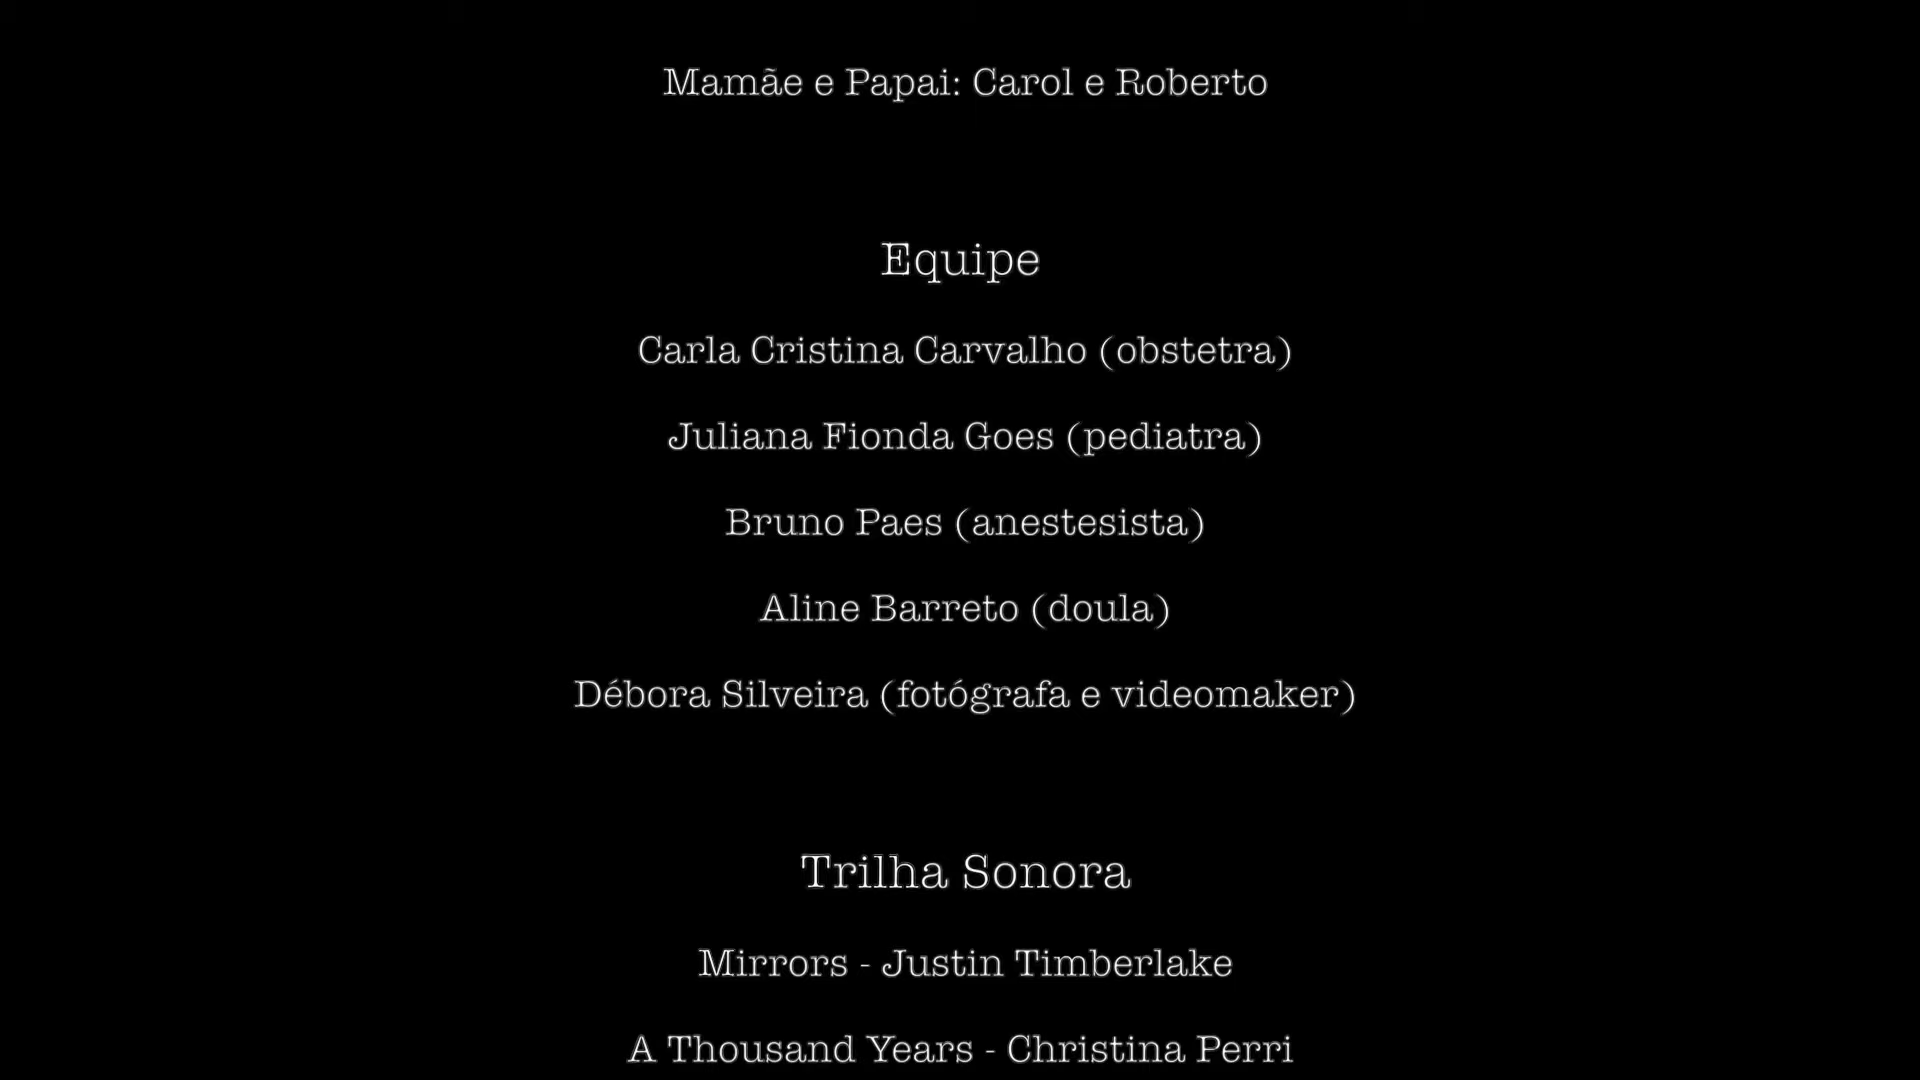 Mamãe e Papai: Carol e Roberto
Equipe
Carla Cristina Carvalho (obstetra)
Juliana Fionda Goes (pediatra)
Bruno Paes (anestesista)
Aline Barreto (doula)
Débora Silveira (fotógrafa e videomaker)
Trilha Sonora
Mirrors - Justin Timberlake
A Thousand Years - Christina Perri